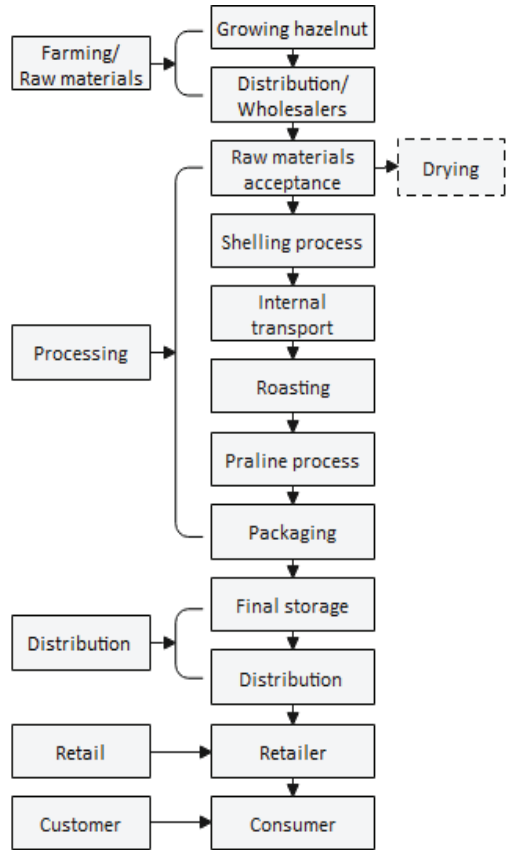 Growing hazelnut
Farming/
Raw materials
Distribution/
Wholesalers
Raw materials
acceptance
Drying
Shelling process
Internal
transport
Processing
Roasting
Praline process
Packaging
Final storage
Distribution
Distribution
Retail
Retailer
Customer
Consumer